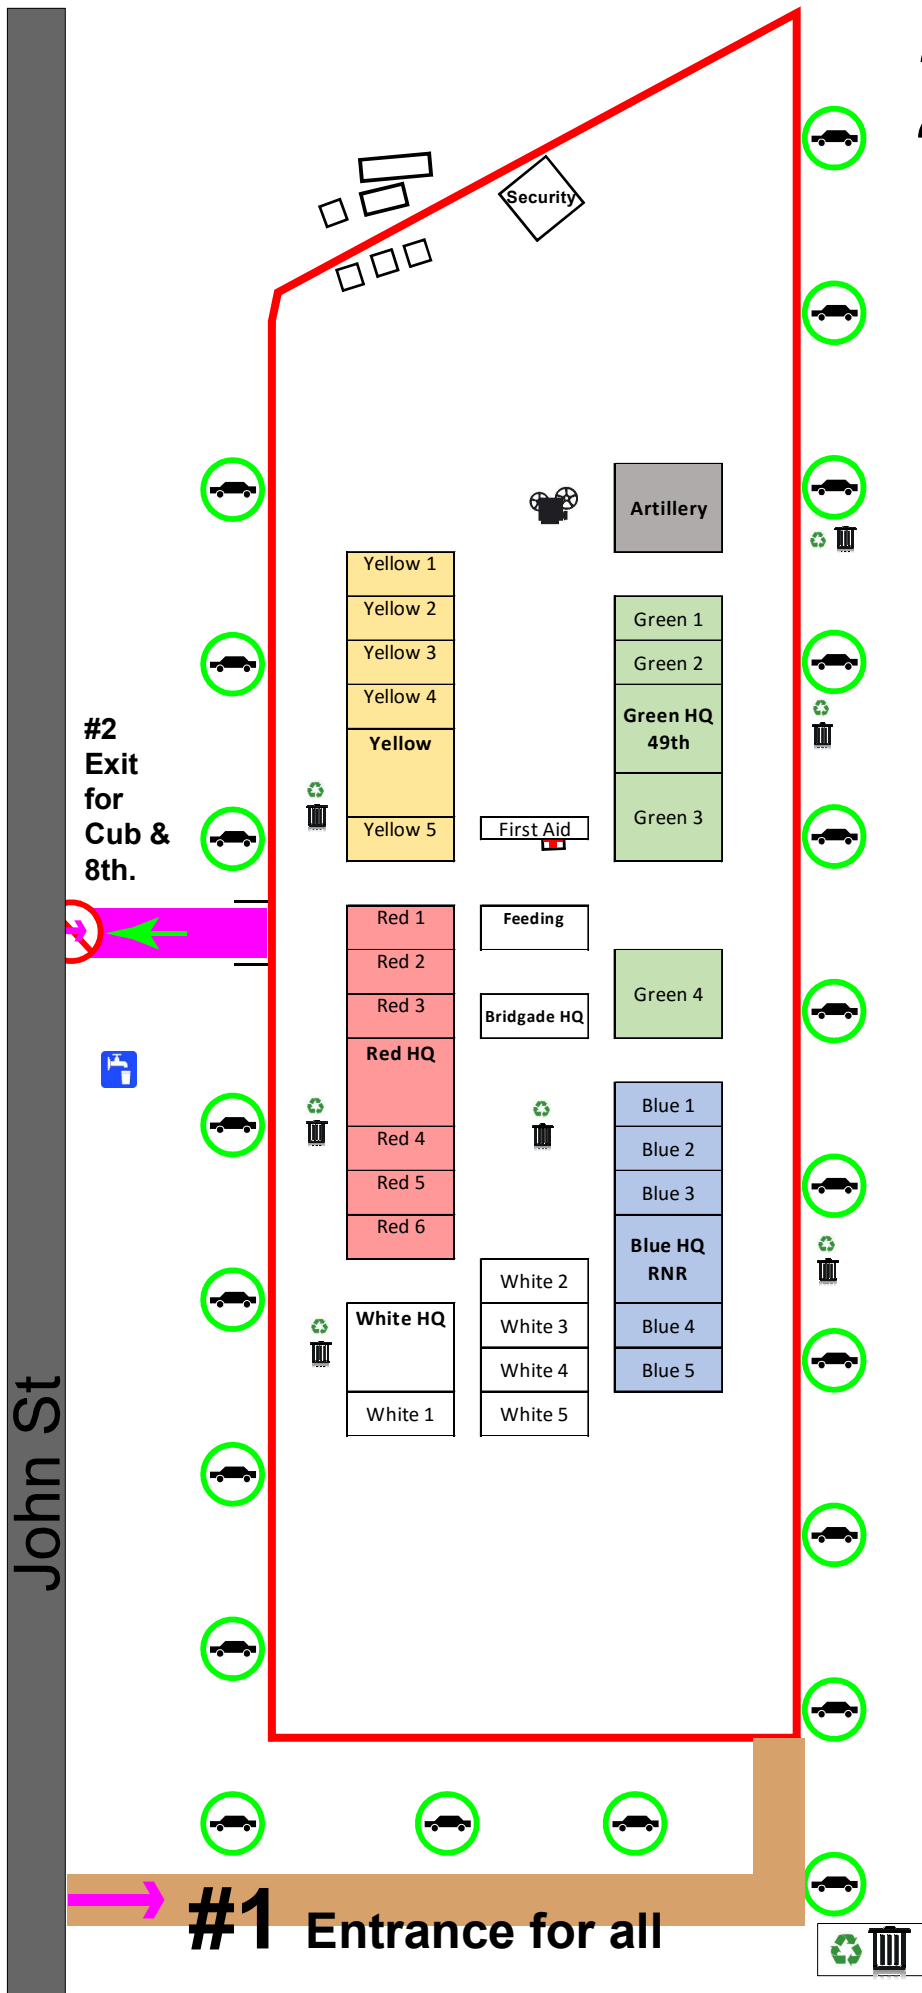 Security
Artillery
Yellow 1
Yellow 2
Yellow 3
Yellow 4
Yellow
Yellow 5
Green 1
Green 2
Green HQ
49th
Green 3
First Aid
#2
Exit
for
Cub &
8th.
Red 1
Red 2
Red 3
Red HQ
Red 4
Red 5
Red 6
Feeding
Bridgade HQ
Green 4
Blue 1
Blue 2
Blue 3
Blue HQ
RNR
Blue 4
Blue 5
White HQ
White 1
White 2
White 3
White 4
White 5
John St
#1 Entrance for all